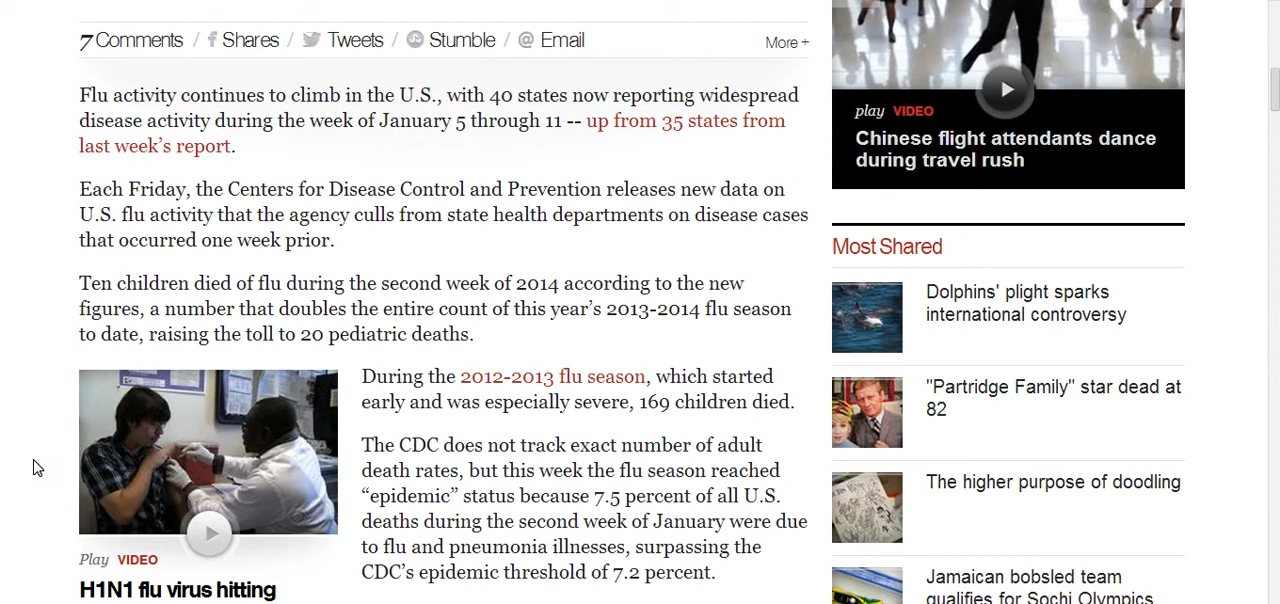 7 Comments / Shares / Tweets / Stumble / @ Email More +
Flu activity continues to climb in the U.S., with 40 states now reporting widespread
disease activity during the week of January 5 through 11 -- up from 35 states from
last week's report.
Each Friday, the Centers for Disease Control and Prevention releases new data on
U.S. flu activity that the agency culls from state health departments on disease cases
that occurred one week prior.
Ten children died of flu during the second week of 2014 according to the new
figures, a number that doubles the entire count of this year's 2013-2014 flu season
to date, raising the toll to 20 pediatric deaths.
During the 2012-2013 flu season, which started
early and was especially severe, 169 children died.
The CDC does not track exact number of adult
death rates, but this week the flu season reached
“epidemic” status because 7.5 percent of all U.S.
deaths during the second week of January were due
to flu and pneumonia illnesses, surpassing the
CDC's epidemic threshold of 7.2 percent.
Play VIDEO
H1N1 flu virus hitting
play VIDEO
Chinese flight attendants dance
during travel rush
Most Shared
Dolphins' plight sparks
international controversy
"Partridge Family" star dead at
82
The higher purpose of doodling
Jamaican bobsled team
qualifies for Sochi Olympics